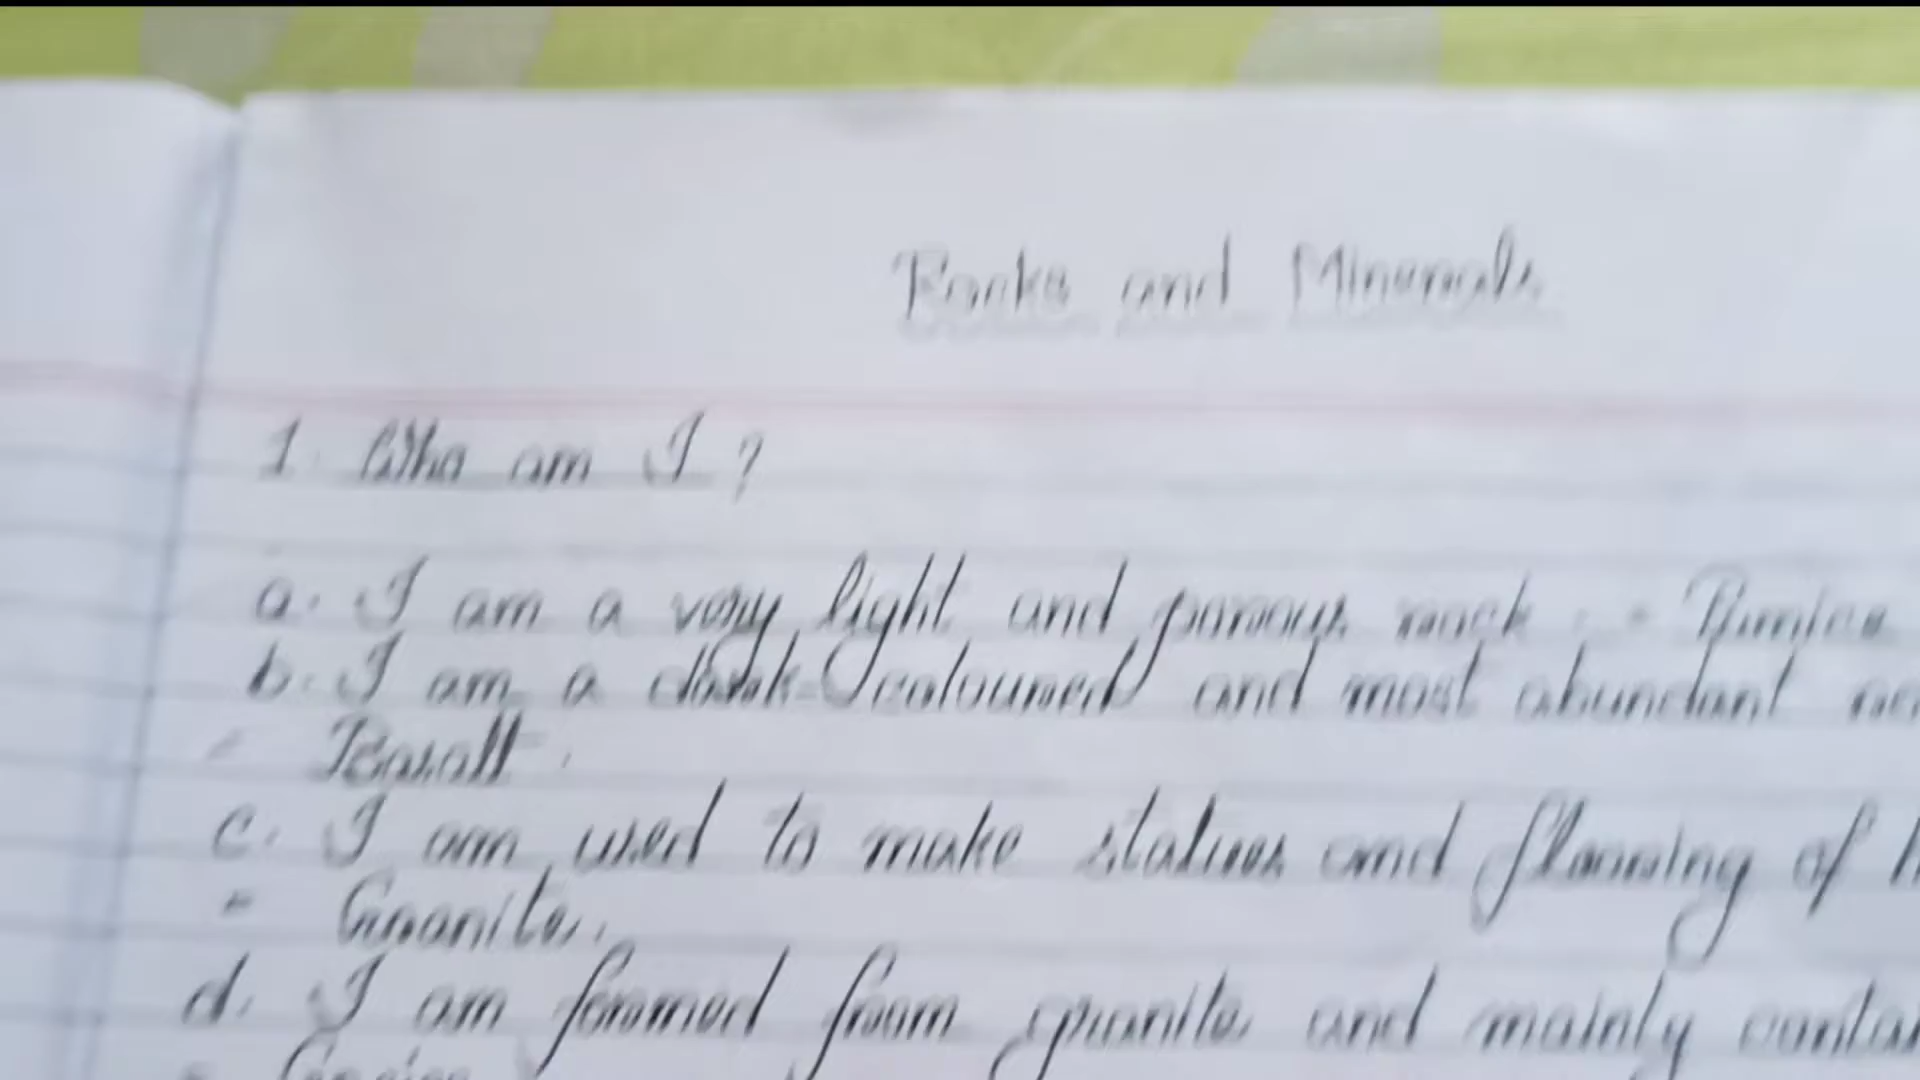 Rocks and Minerals
1. Who am I?
a. I am a very light and porous rock. - Pumice
b. I am a dark-coloured and most abundant
- Basalt.
c. I am used to make statues and flooring of
- Granite.
d. I am formed from granite and mainly